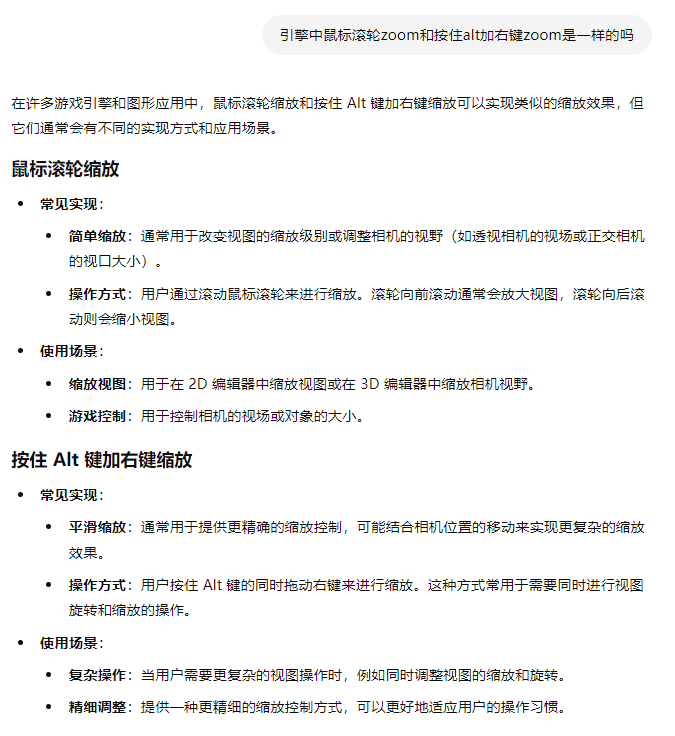 引擎中鼠标滚轮zoom和按住alt加右键zoom是一样的吗
在许多游戏引擎和图形应用中，鼠标滚轮缩放和按住 Alt 键加右键缩放可以实现类似的缩放效果，但
它们通常会有不同的实现方式和应用场景。
鼠标滚轮缩放
• 常见实现：
• 简单缩放：通常用于改变视图的缩放级别或调整相机的视野（如透视相机的视场或正交相机
的视口大小）。
• 操作方式：用户通过滚动鼠标滚轮来进行缩放。滚轮向前滚动通常会放大视图，滚轮向后滚
动则会缩小视图。
• 使用场景：
• 缩放视图：用于在 2D 编辑器中缩放视图或在 3D 编辑器中缩放相机视野。
• 游戏控制：用于控制相机的视场或对象的大小。
按住 Alt 键加右键缩放
• 常见实现：
• 平滑缩放：通常用于提供更精确的缩放控制，可能结合相机位置的移动来实现更复杂的缩放
效果。
• 操作方式：用户按住 Alt 键的同时拖动右键来进行缩放。这种方式常用于需要同时进行视图
旋转和缩放的操作。
• 使用场景：
• 复杂操作：当用户需要更复杂的视图操作时，例如同时调整视图的缩放和旋转。
• 精细调整：提供一种更精细的缩放控制方式，可以更好地适应用户的操作习惯。